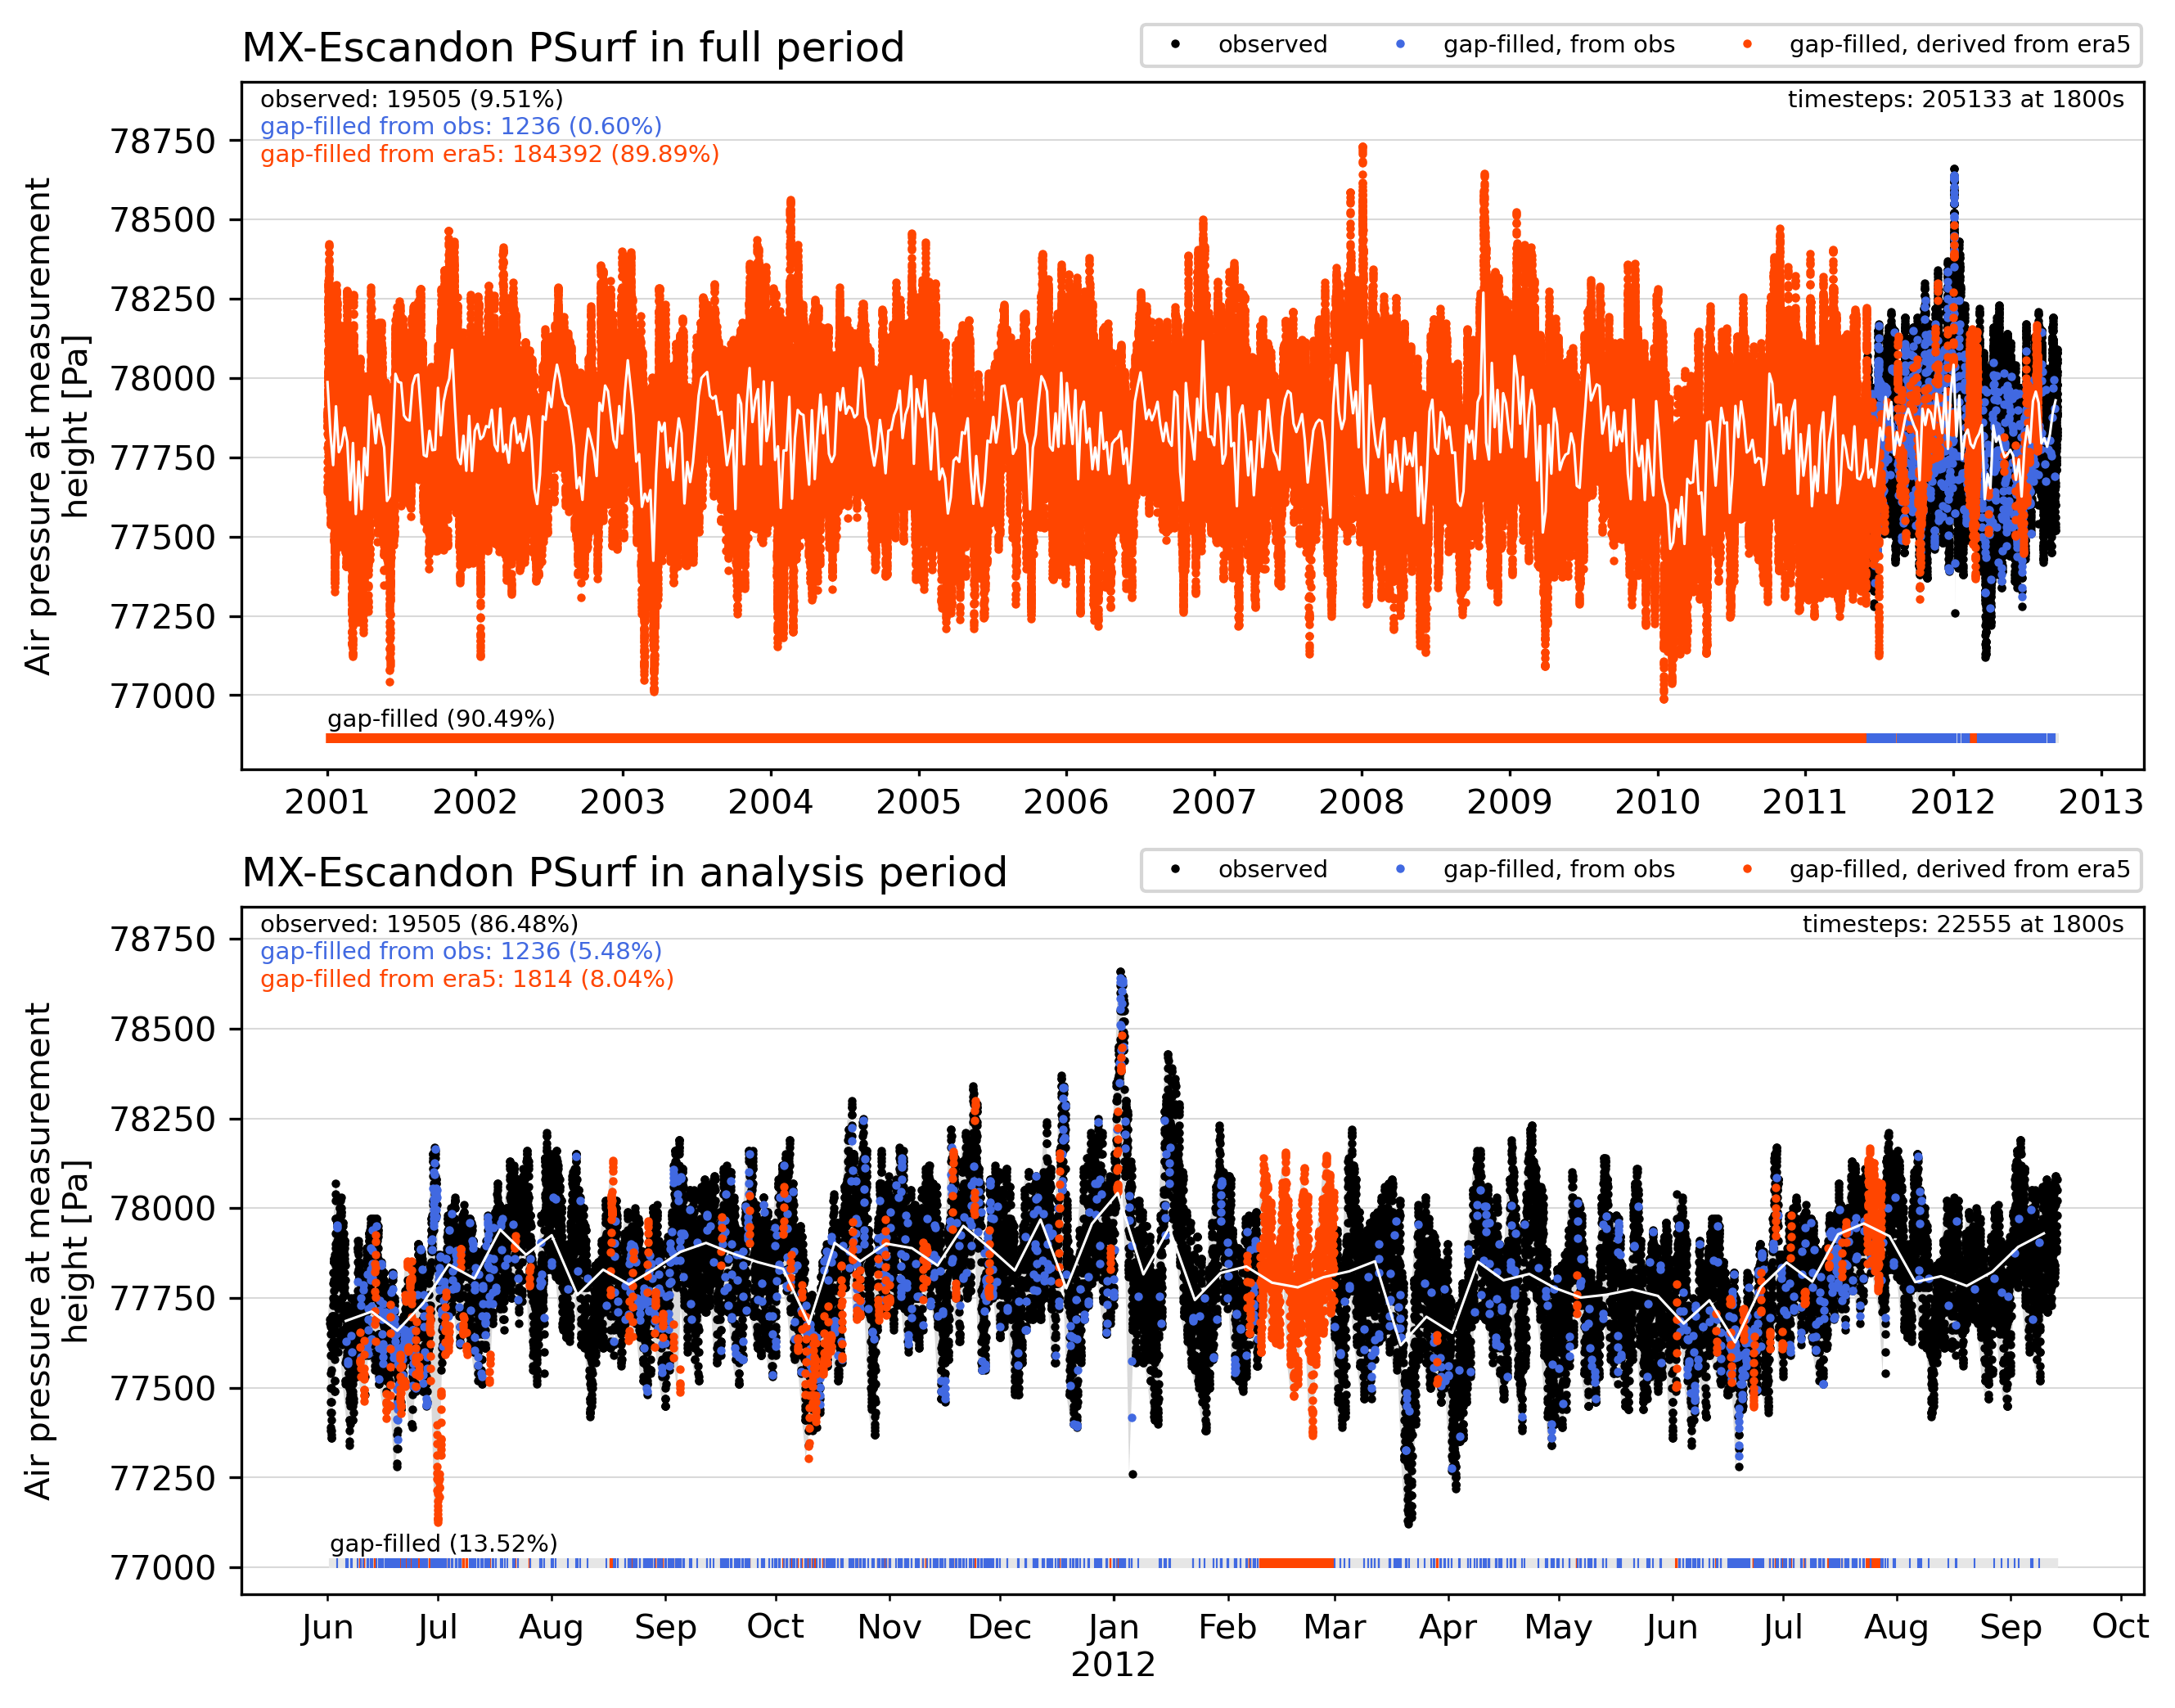 MX-Escandon PSurf in full period
observed
gap-filled, from obs
gap-filled, derived from era5
observed: 19505 (9.51%)
gap-filled from obs: 1236 (0.60%)
gap-filled from era5: 184392 (89.89%)
timesteps: 205133 at 1800s
Air pressure at measurement
height [Pa]
78750
78500
78250
78000
77750
77500
77250
77000
gap-filled (90.49%)
2001 2002 2003 2004 2005 2006 2007 2008 2009 2010 2011 2012 2013
MX-Escandon PSurf in analysis period
observed
gap-filled, from obs
gap-filled, derived from era5
observed: 19505 (86.48%)
gap-filled from obs: 1236 (5.48%)
gap-filled from era5: 1814 (8.04%)
timesteps: 22555 at 1800s
Air pressure at measurement
height [Pa]
78750
78500
78250
78000
77750
77500
77250
77000
gap-filled (13.52%)
Jun Jul Aug Sep Oct Nov Dec Jan Feb Mar Apr May Jun Jul Aug Sep Oct
2012